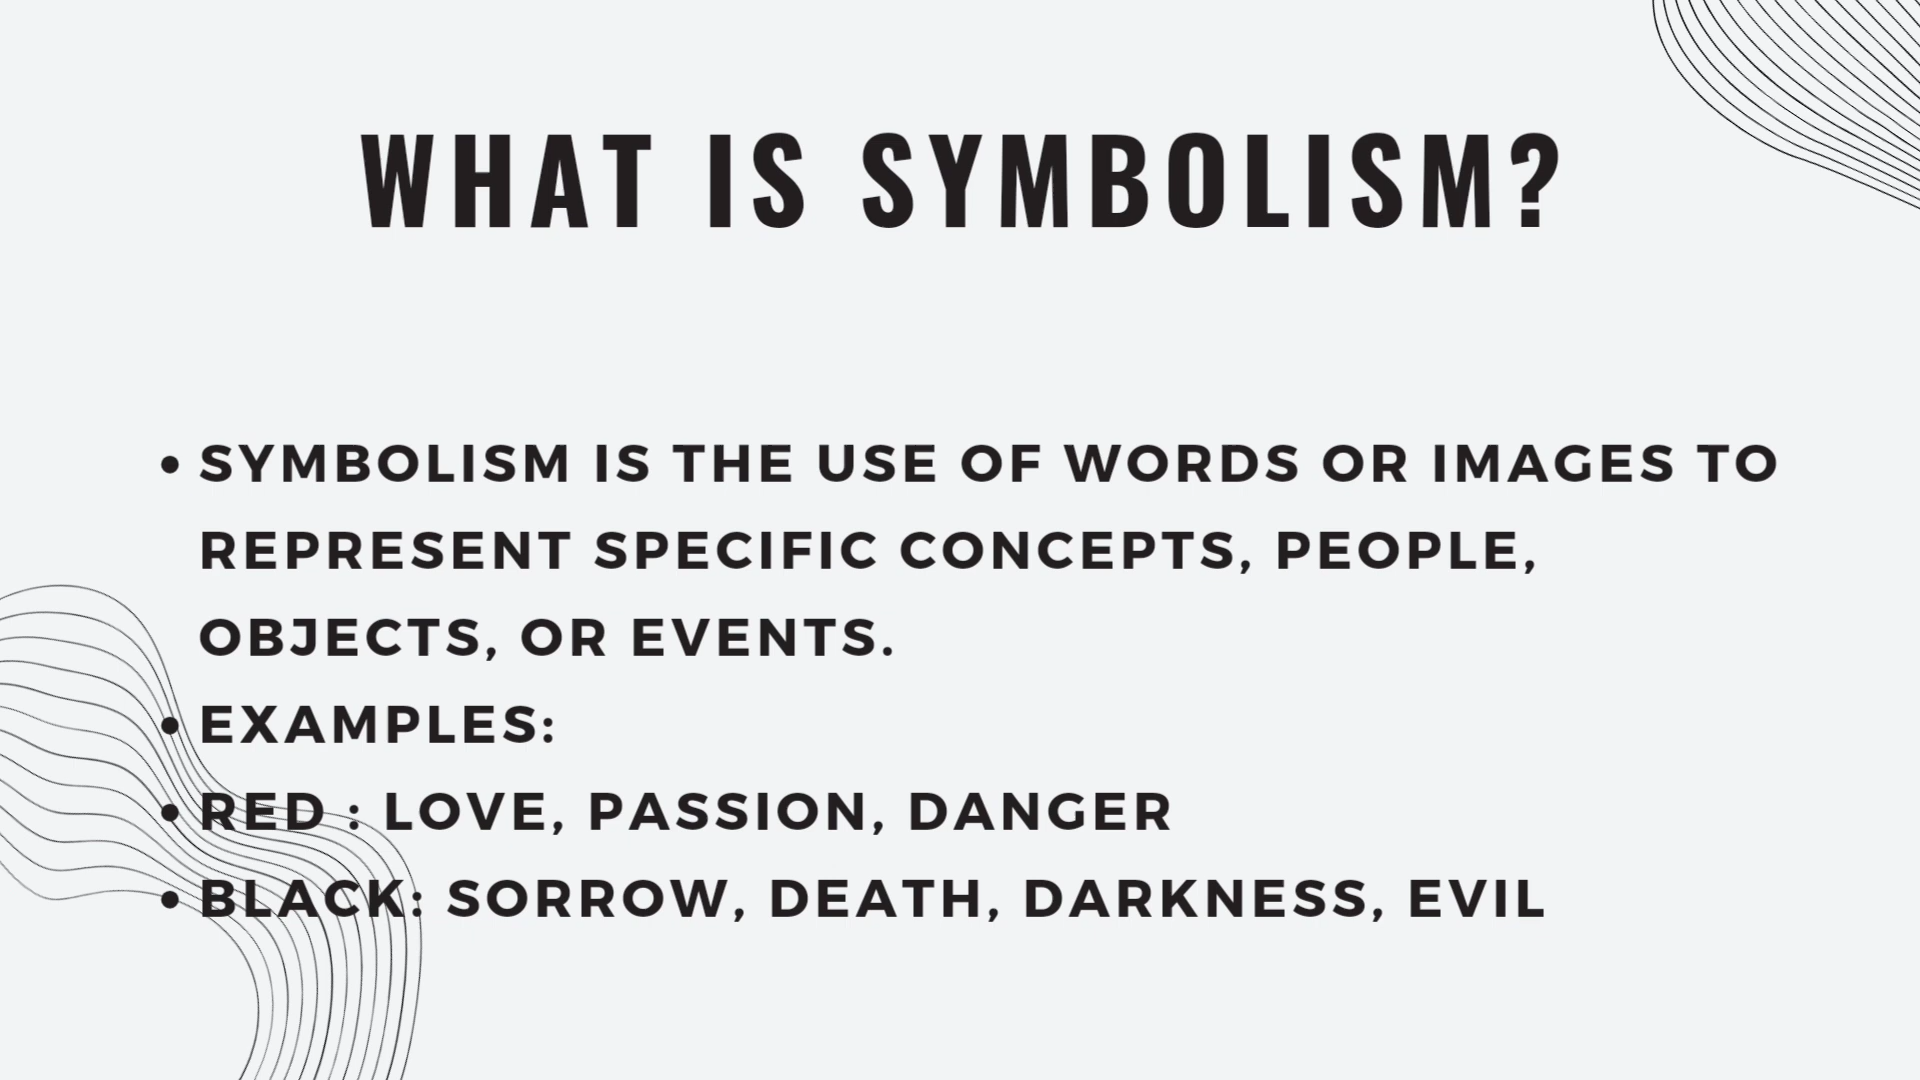 WHAT IS SYMBOLISM?
• SYMBOLISM IS THE USE OF WORDS OR IMAGES TO
REPRESENT SPECIFIC CONCEPTS, PEOPLE,
OBJECTS, OR EVENTS.
• EXAMPLES:
• RED : LOVE, PASSION, DANGER
• BLACK: SORROW, DEATH, DARKNESS, EVIL